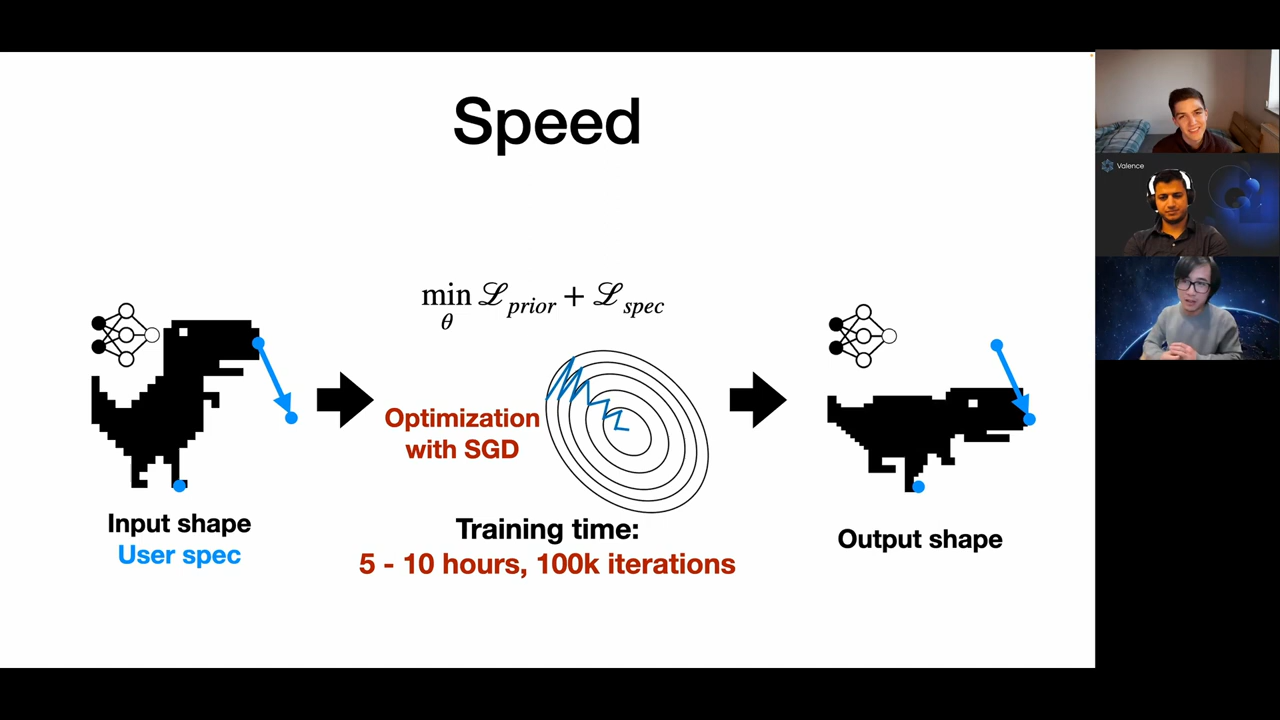 Speed
min ℒprior + ℒspec
θ
Optimization
with SGD
Input shape
User spec
Training time:
5 - 10 hours, 100k iterations
Output shape
Valence